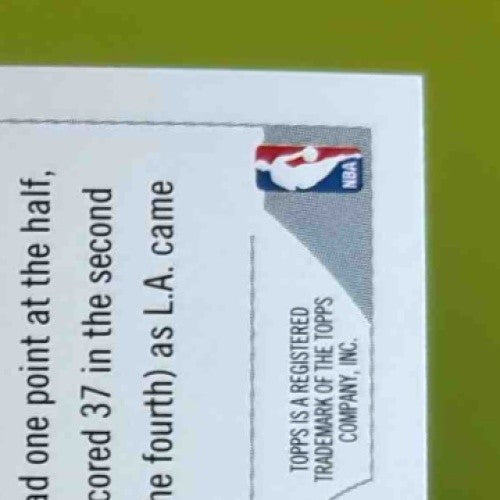 ad one point at the half,
cored 37 in the second
he fourth) as L.A. came
NBA
TOPPS IS A REGISTERED
TRADEMARK OF THE TOPPS
COMPANY, INC.